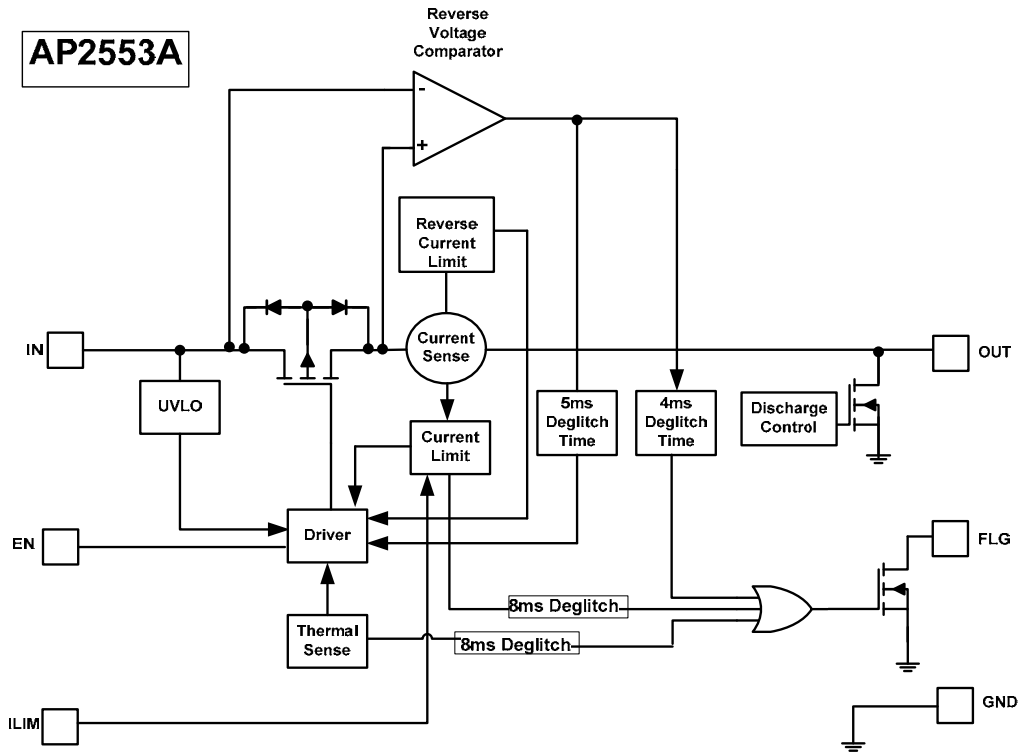 Reverse
Voltage
Comparator
AP2553A
-
+
Reverse
Current
Limit
IN
Current
Sense
OUT
UVLO
5ms
Deglitch
Time
4ms
Deglitch
Time
Discharge
Control
Current
Limit
Driver
EN
FLG
8ms Deglitch
Thermal
Sense
8ms Deglitch
GND
ILIM